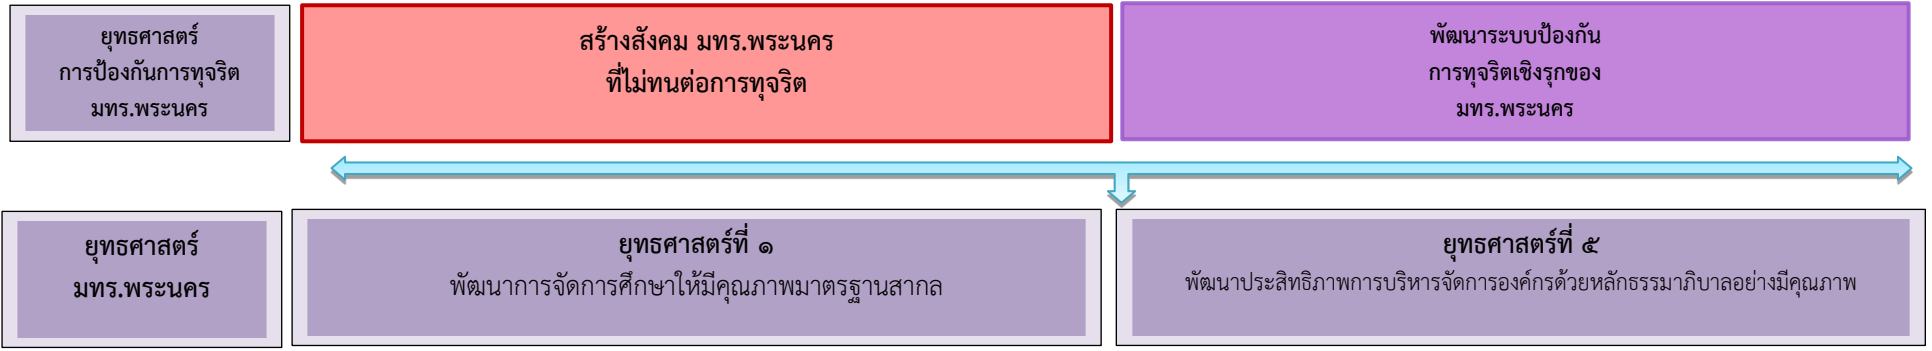 ยุทธศาสตร์
การป้องกันการทุจริต
มทร.พระนคร
สร้างสังคม มทร.พระนคร
ที่ไม่ทนต่อการทุจริต
พัฒนาระบบป้องกัน
การทุจริตเชิงรุกของ
มทร.พระนคร
ยุทธศาสตร์
มทร.พระนคร
ยุทธศาสตร์ที่ ๑
พัฒนาการจัดการศึกษาให้มีคุณภาพมาตรฐานสากล
ยุทธศาสตร์ที่ ๕
พัฒนาประสิทธิภาพการบริหารจัดการองค์กรด้วยหลักธรรมาภิบาลอย่างมีคุณภาพ